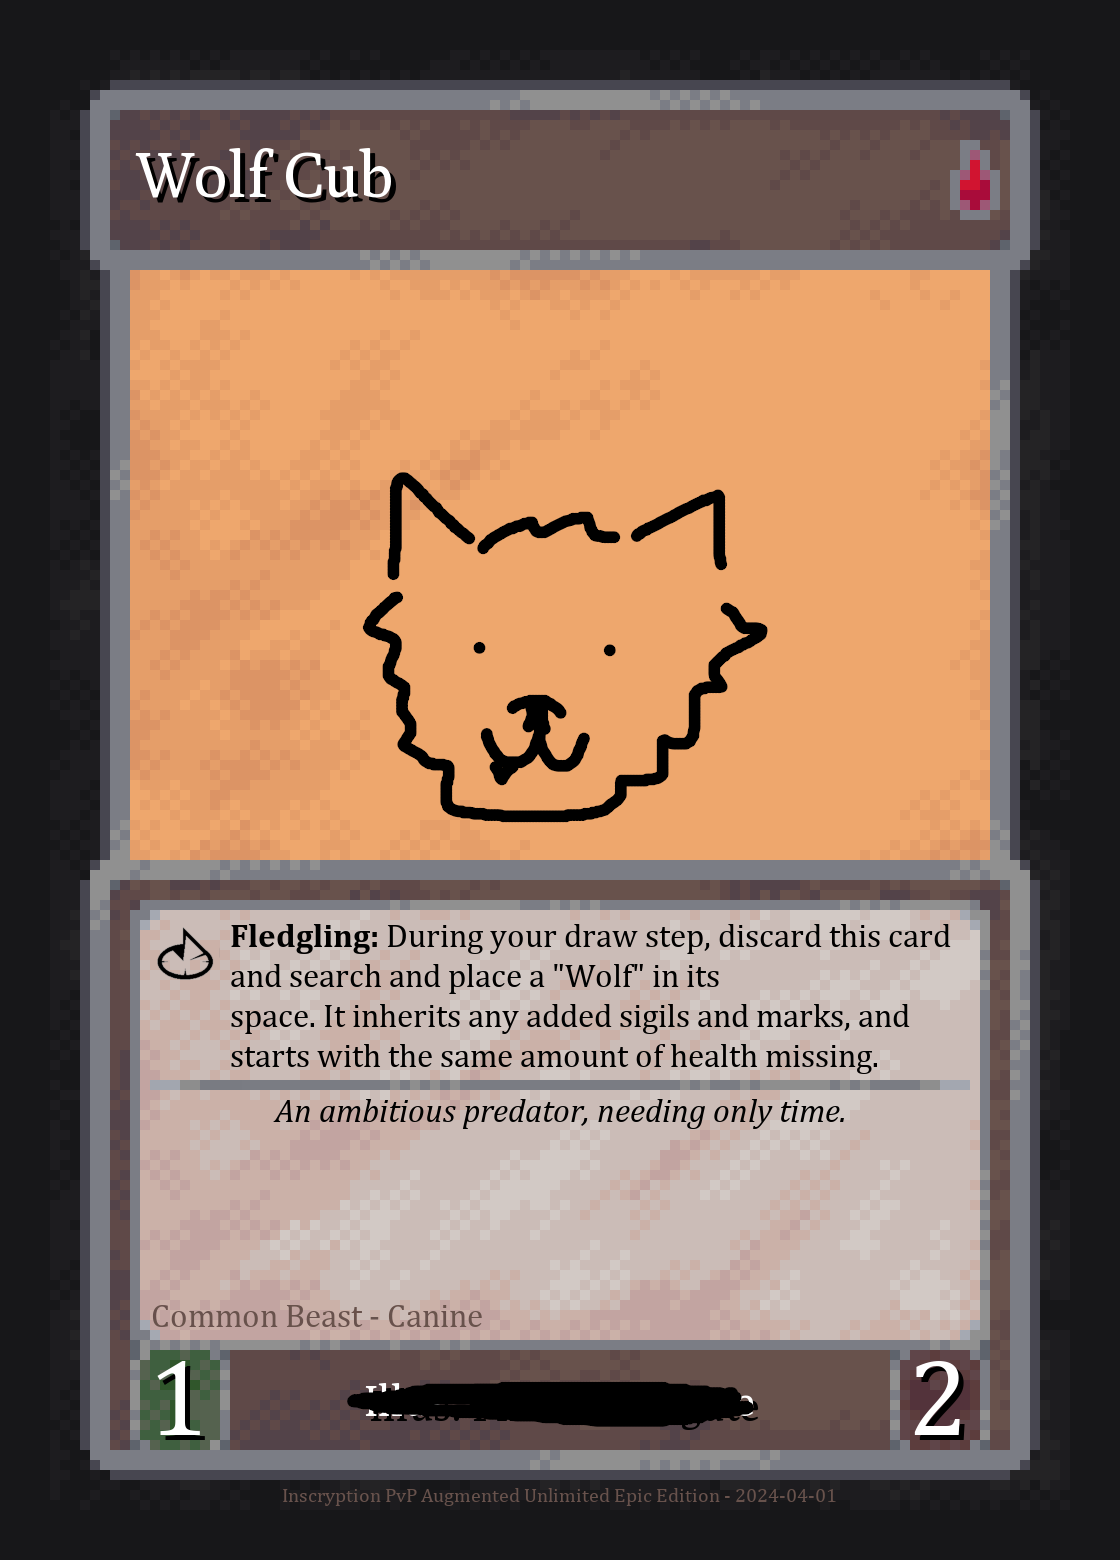 Wolf Cub
Fledgling: During your draw step, discard this card
and search and place a "Wolf" in its
space. It inherits any added sigils and marks, and
starts with the same amount of health missing.
An ambitious predator, needing only time.
Common Beast - Canine
1
2
Inscryption PvP Augmented Unlimited Epic Edition - 2024-04-01